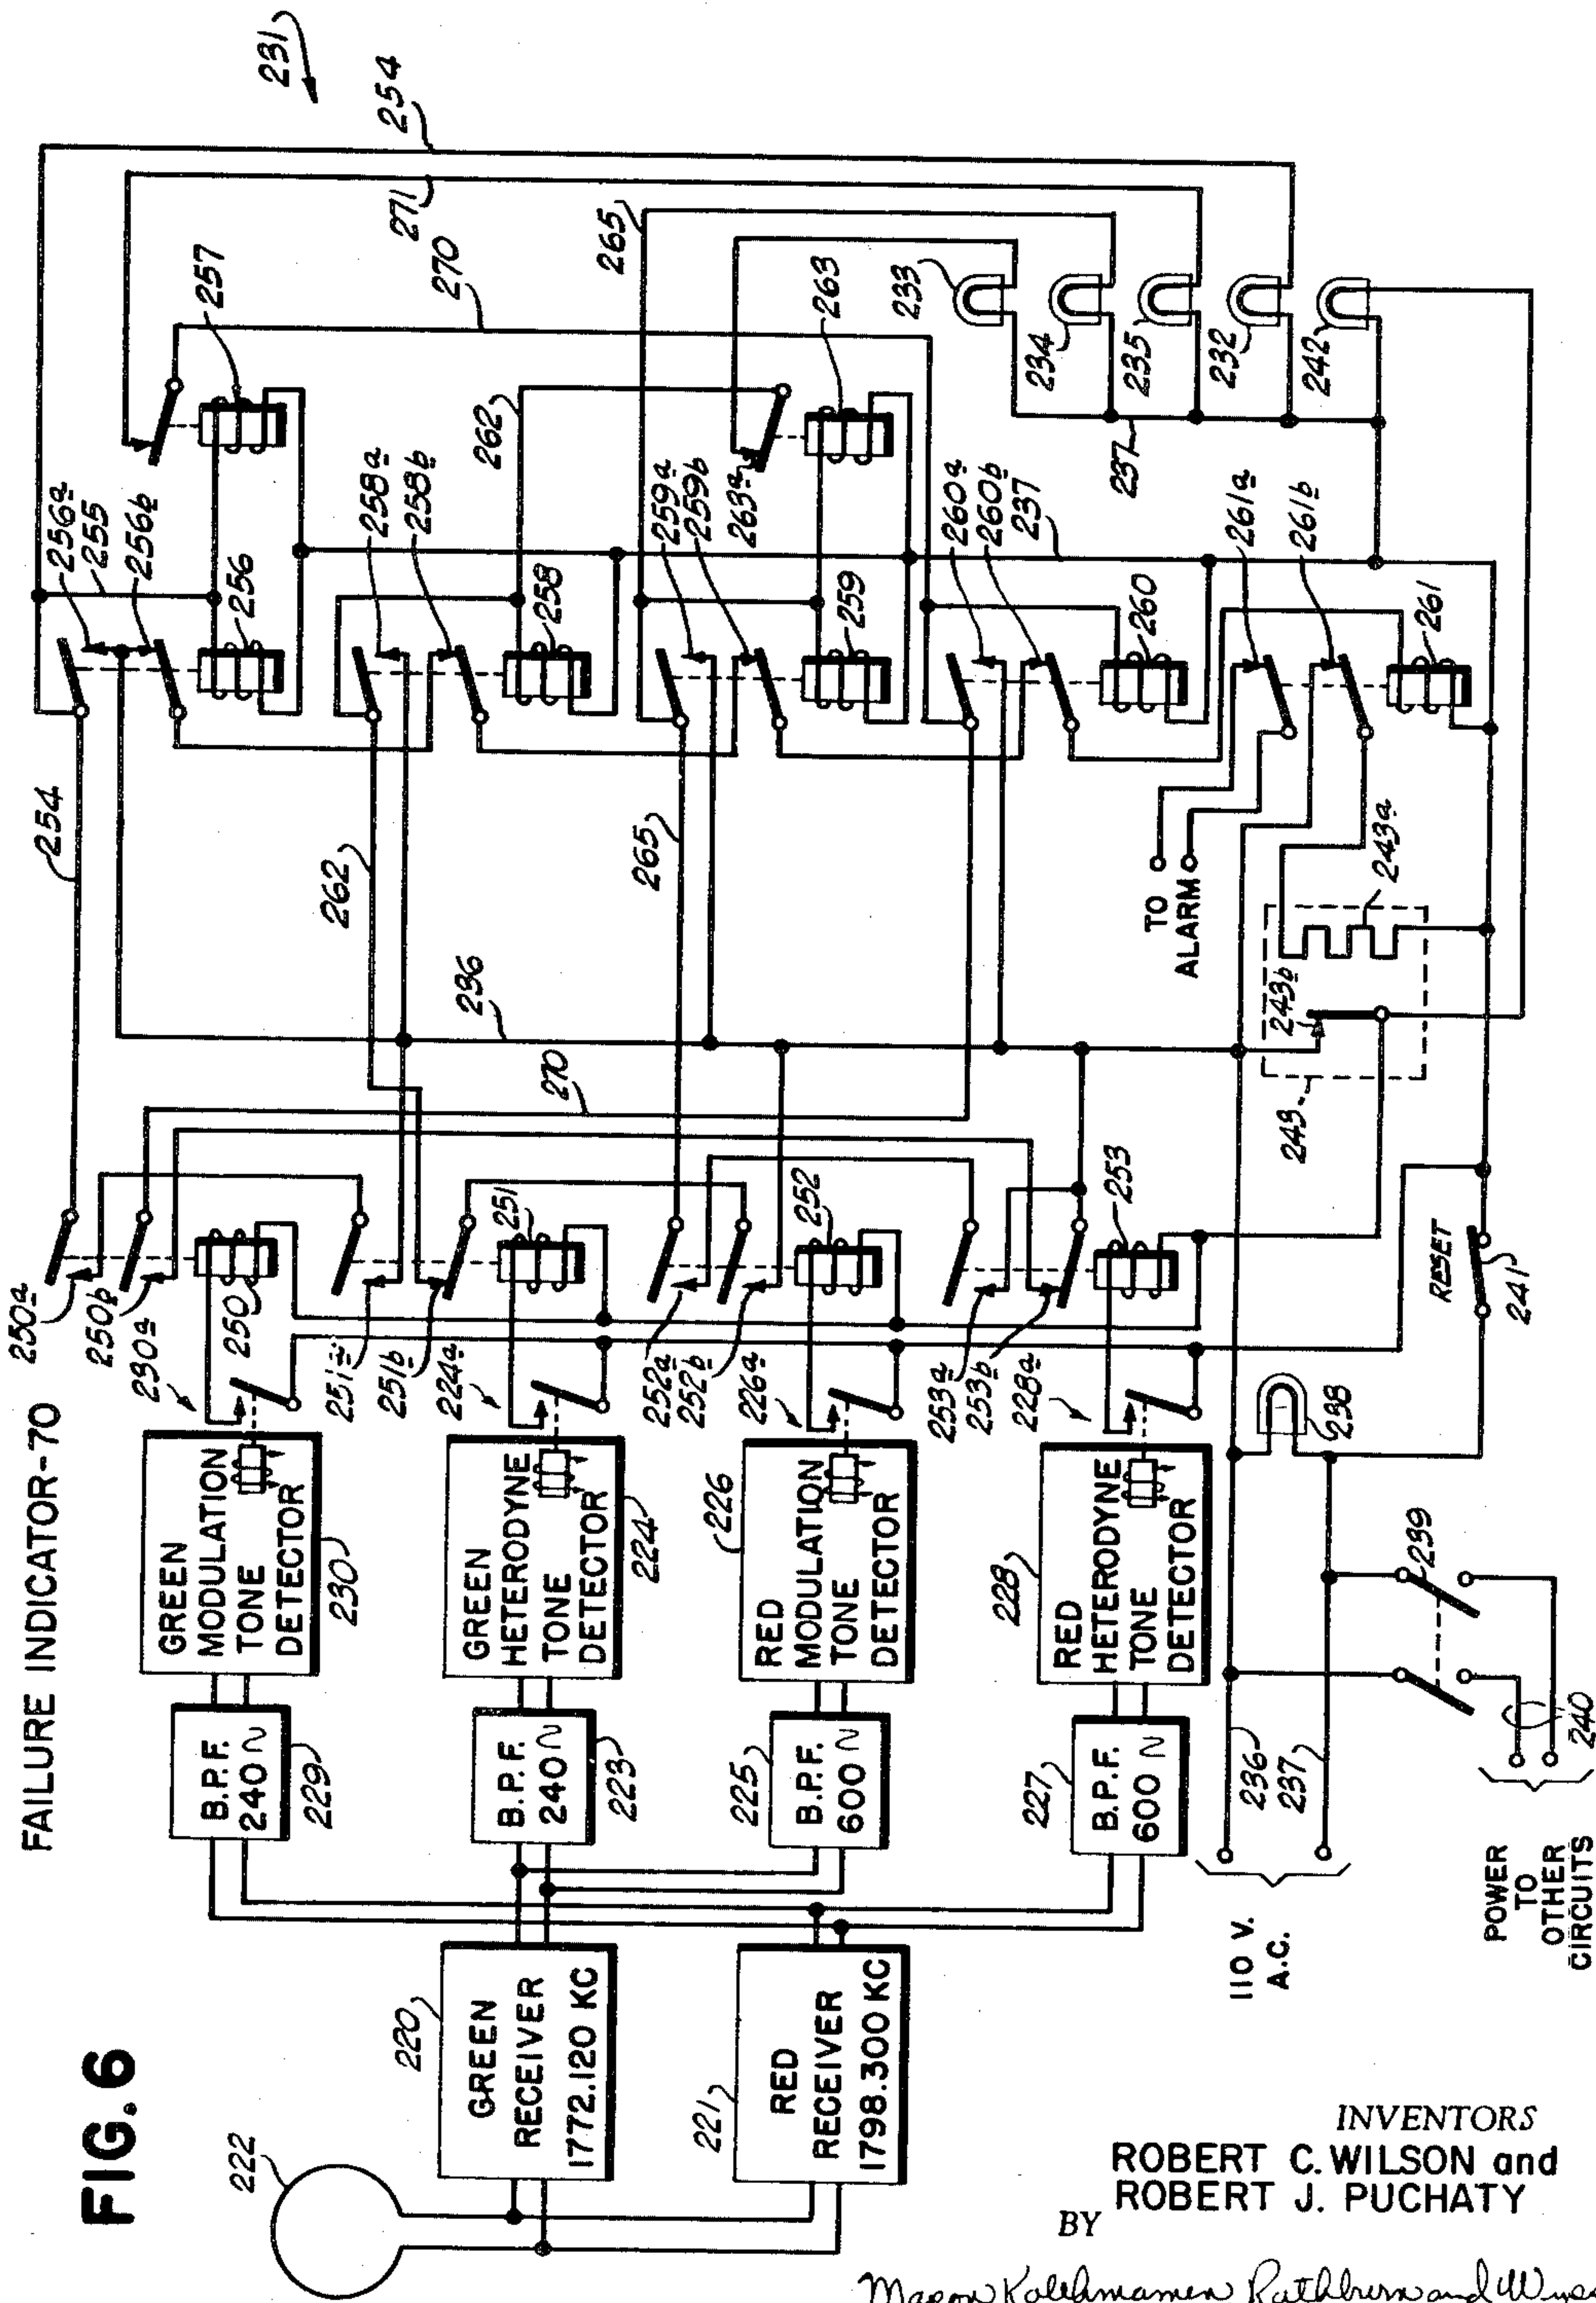 FIG. 6
FAILURE INDICATOR-70
222
220
GREEN
RECEIVER
1772.120 KC
221
RED
RECEIVER
1798.300 KC
B.P.F.
240 ~
229
B.P.F.
240 ~
223
B.P.F.
600 ~
225
B.P.F.
600 ~
227
GREEN
MODULATION
TONE
DETECTOR
230
GREEN
HETERODYNE
TONE
DETECTOR
224
RED
MODULATION
TONE
DETECTOR
226
RED
HETERODYNE
TONE
DETECTOR
228
250a
250b
230a
250
251a
251b
224a
251
252a
252b
226a
252
253a
253b
228a
253
254
262
236
265
270
256a
255
256b
256
257
258a
258b
258
262
259a
259b
259
263a
263
260a
260b
237
260
261a
261b
261
265
270
271
254
231
233
234
235
232
242
237
TO
ALARM
243a
243b
243
RESET
241
238
239
240
236
237
110 V.
A.C.
POWER
TO
OTHER
CIRCUITS
INVENTORS
ROBERT C. WILSON and
ROBERT J. PUCHATY
BY
Mason, Kolehmainen, Rathburn and Wyss